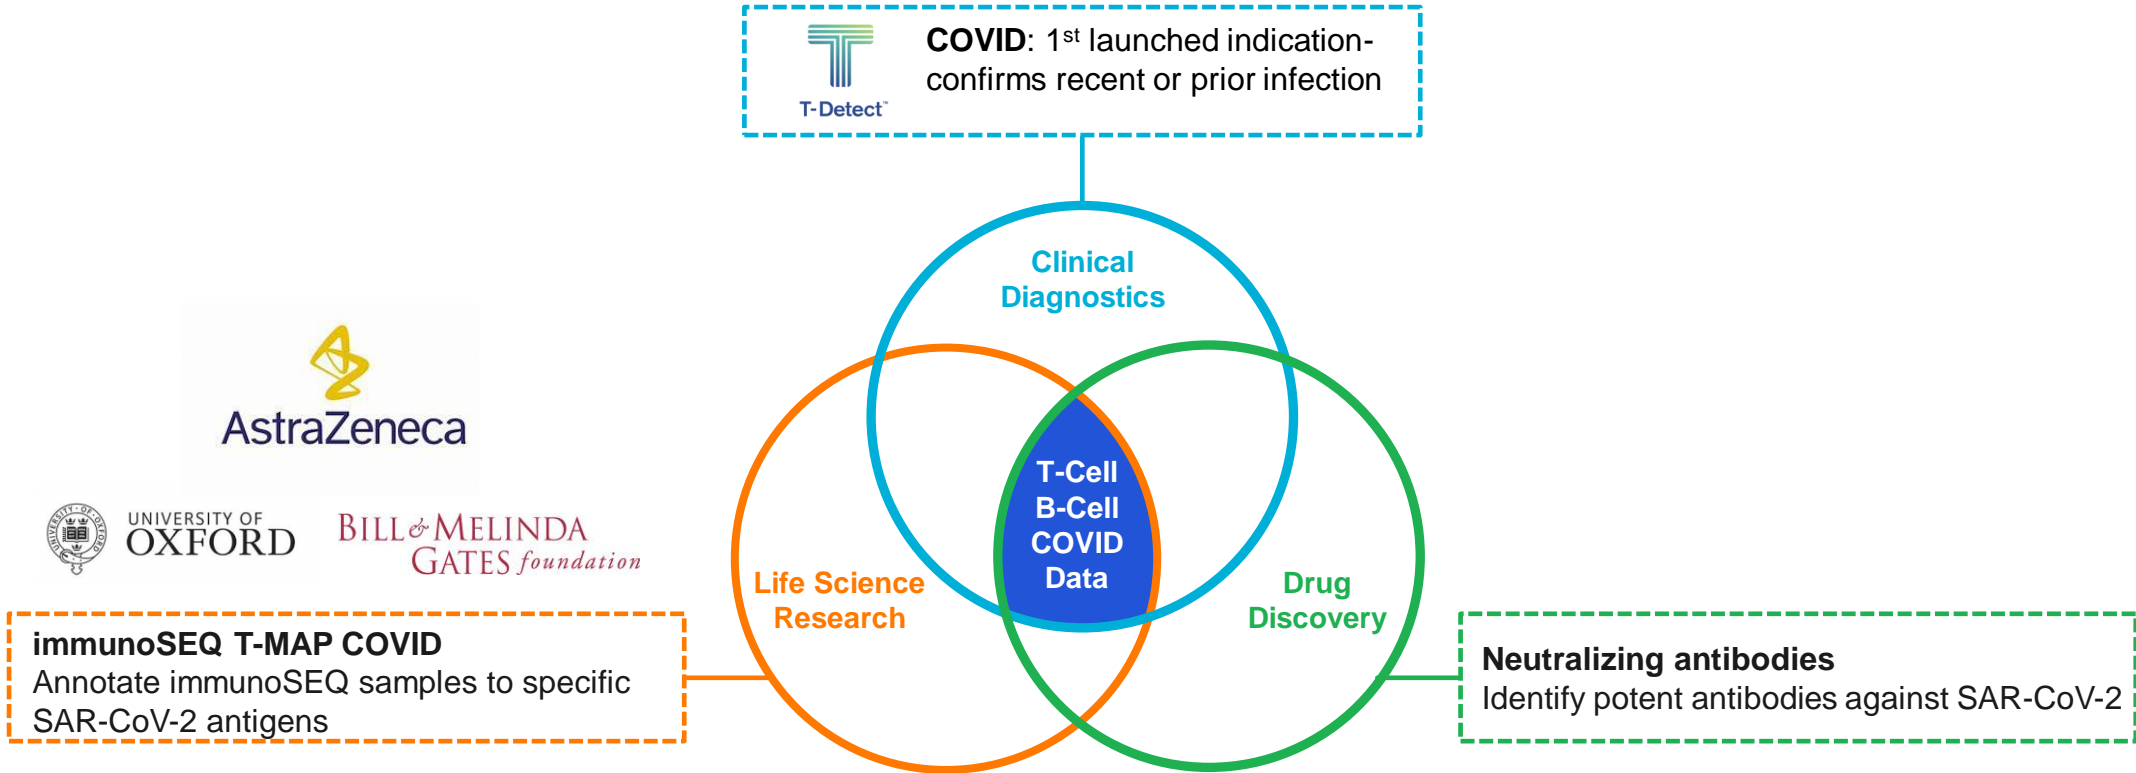 T-Detect™
COVID: 1st launched indication-
confirms recent or prior infection
Clinical
Diagnostics
AstraZeneca
UNIVERSITY OF
OXFORD
BILL & MELINDA
GATES foundation
T-Cell
B-Cell
COVID
Data
Life Science
Research
Drug
Discovery
immunoSEQ T-MAP COVID
Annotate immunoSEQ samples to specific
SAR-CoV-2 antigens
Neutralizing antibodies
Identify potent antibodies against SAR-CoV-2